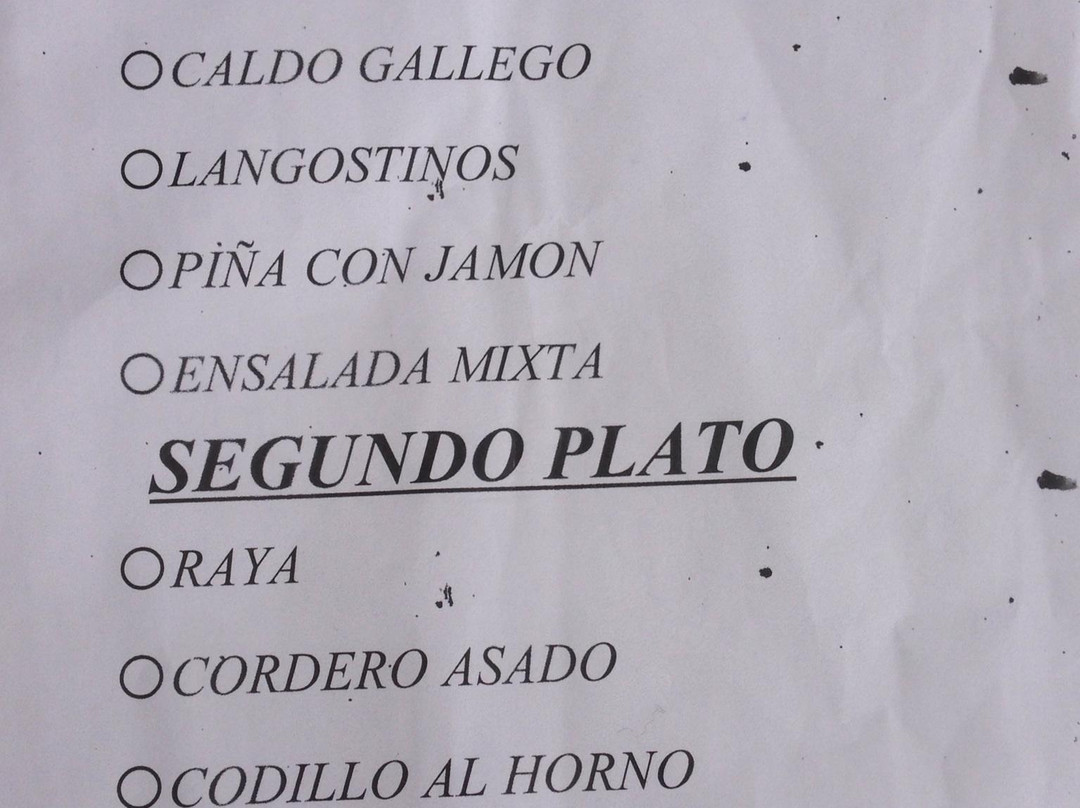 CALDO GALLEGO
LANGOSTINOS
PIÑA CON JAMON
ENSALADA MIXTA
SEGUNDO PLATO
RAYA
CORDERO ASADO
CODILLO AL HORNO